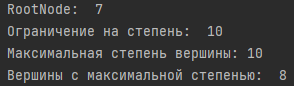 RootNode:  7
Ограничение на степень:  10
Максимальная степень вершины: 10
Вершины с максимальной степенью:  8